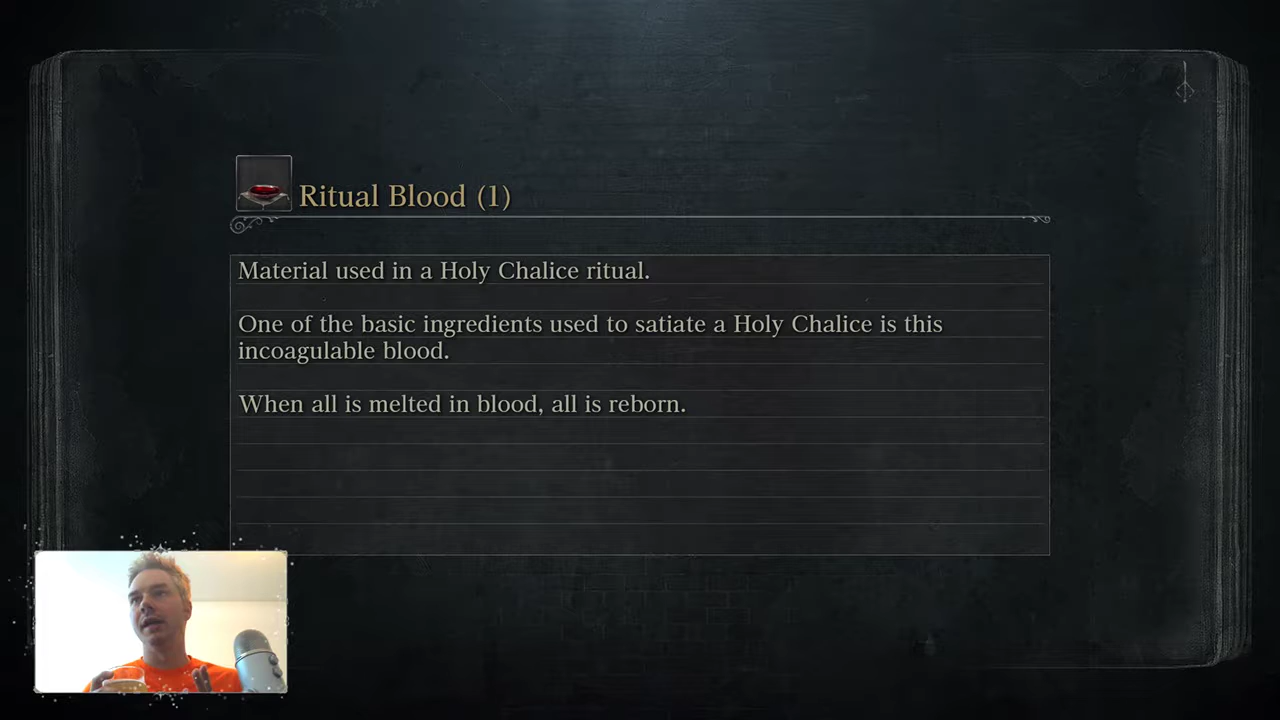 Ritual Blood (1)
Material used in a Holy Chalice ritual.
One of the basic ingredients used to satiate a Holy Chalice is this
incoagulable blood.
When all is melted in blood, all is reborn.